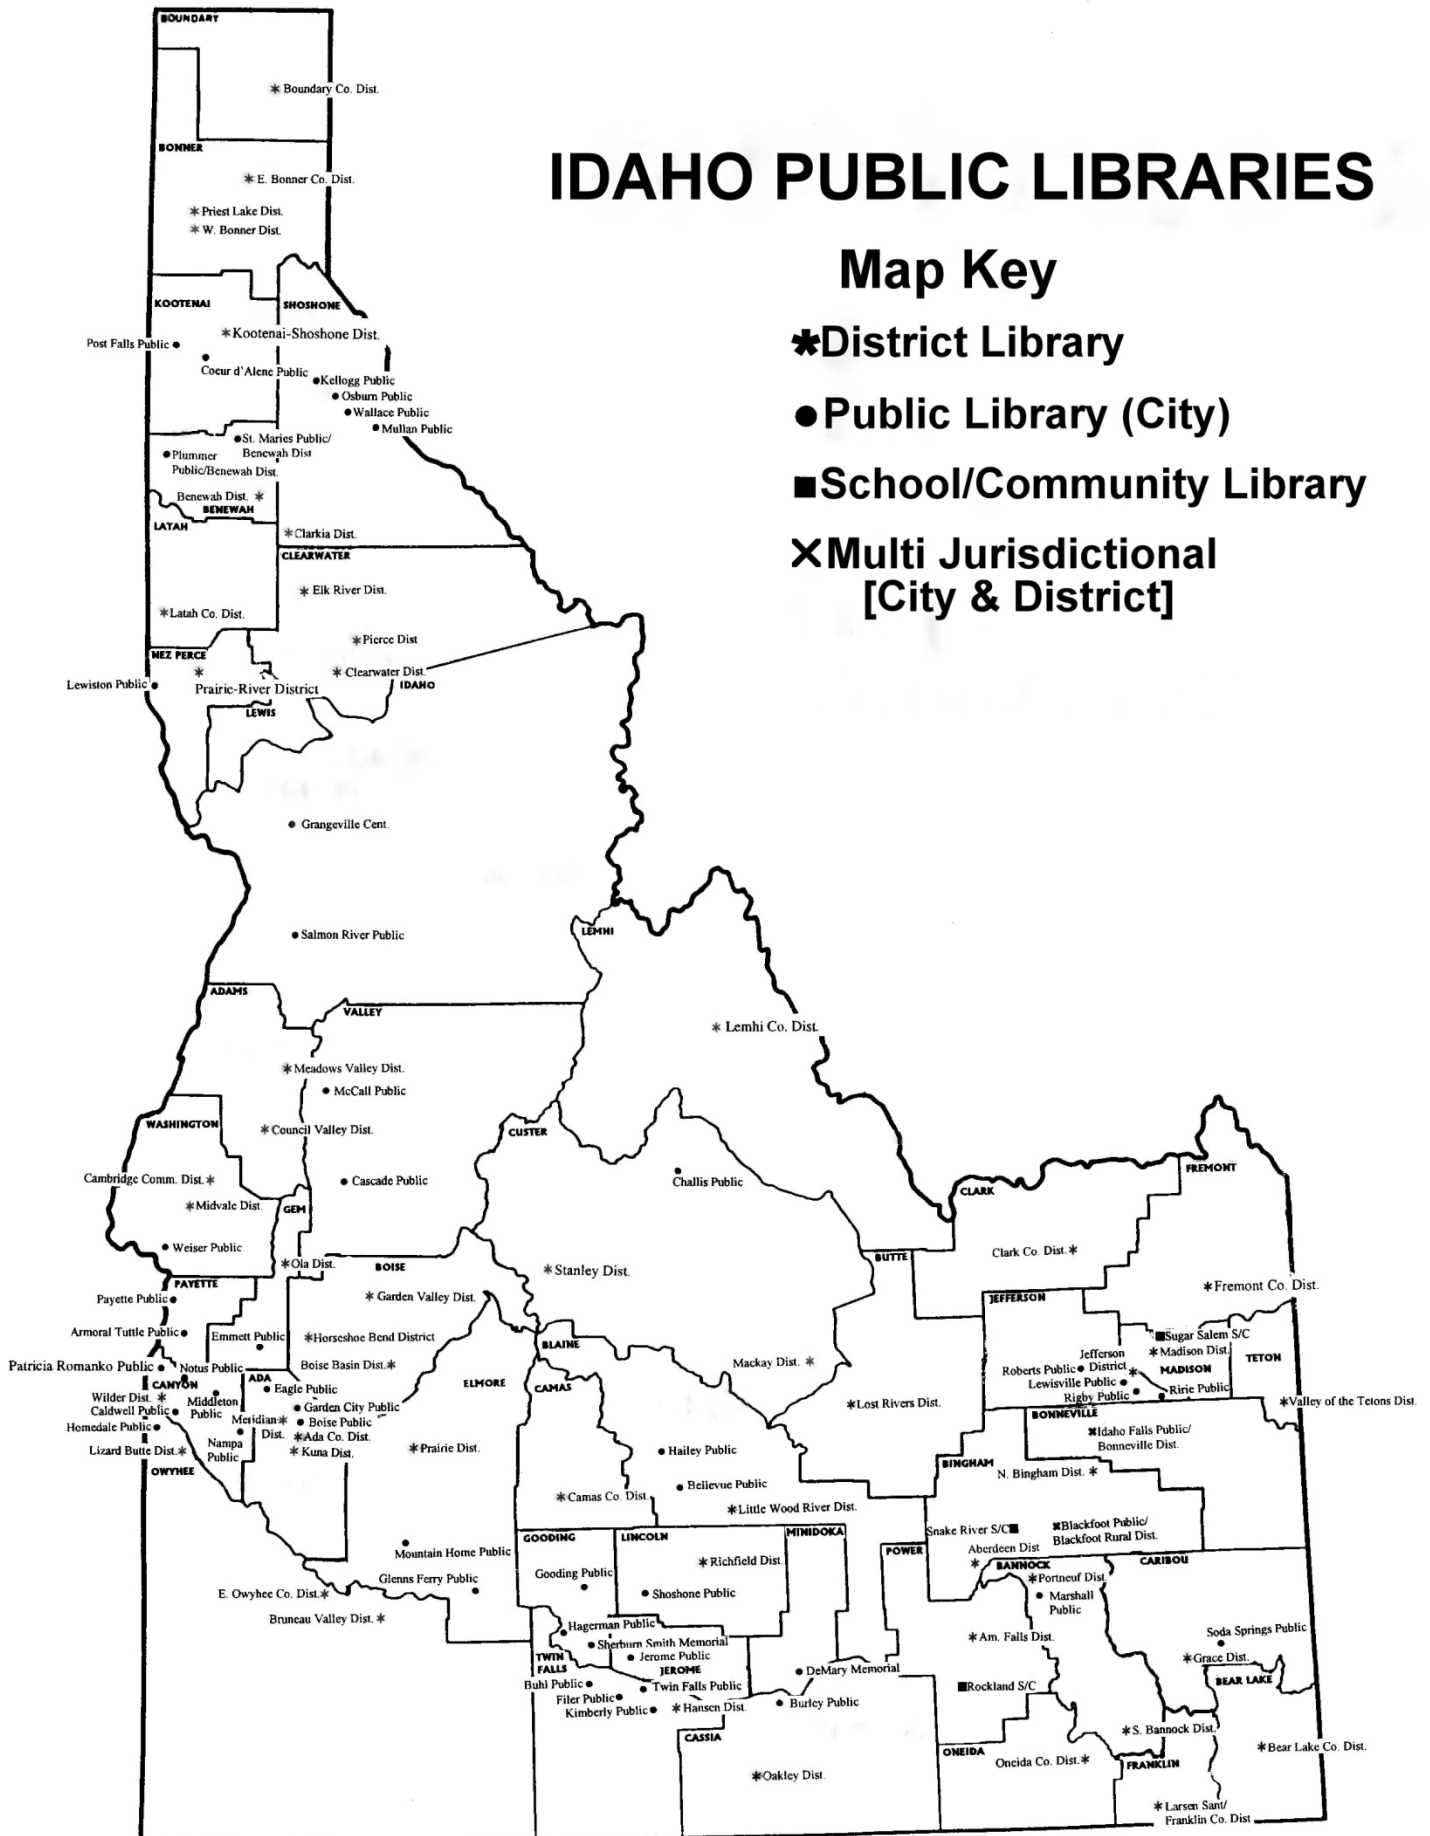 IDAHO PUBLIC LIBRARIES
Map Key
*District Library
●Public Library (City)
■School/Community Library
×Multi Jurisdictional
[City & District]
BOUNDARY
* Boundary Co. Dist.
BONNER
* E. Bonner Co. Dist.
* Priest Lake Dist.
* W. Bonner Dist.
KOOTENAI
SHOSHONE
* Kootenai-Shoshone Dist.
Post Falls Public ●
●
Coeur d'Alene Public
● Kellogg Public
● Osburn Public
● Wallace Public
● Mullan Public
● St. Maries Public/
Benewah Dist
● Plummer
Public/Benewah Dist.
Benewah Dist. *
BENEWAH
LATAH
* Clarkia Dist.
CLEARWATER
* Elk River Dist.
* Latah Co. Dist.
* Pierce Dist
NEZ PERCE
* Clearwater Dist.
Lewiston Public ●
*
Prairie-River District
IDAHO
LEWIS
● Grangeville Cent.
● Salmon River Public
LEMHI
ADAMS
VALLEY
* Lemhi Co. Dist.
* Meadows Valley Dist.
● McCall Public
WASHINGTON
* Council Valley Dist.
CUSTER
Cambridge Comm. Dist. *
● Cascade Public
●
Challis Public
FREMONT
CLARK
* Midvale Dist.
GEM
● Weiser Public
Clark Co. Dist. *
BUTTE
* Ola Dist.
BOISE
* Stanley Dist.
PAYETTE
* Fremont Co. Dist.
Payette Public ●
* Garden Valley Dist.
JEFFERSON
Armoral Tuttle Public ●
Emmett Public
●
* Horseshoe Bend District
BLAINE
■ Sugar Salem S/C
* Madison Dist.
TETON
Jefferson
District *
MADISON
Patricia Romanko Public ●
Notus Public
●
Boise Basin Dist. *
Mackay Dist. *
Roberts Public ●
Lewisville Public ●
Rigby Public ●
Ririe Public
●
CANYON
ADA
ELMORE
CAMAS
Wilder Dist. *
●
Middleton
Public
● Eagle Public
Caldwell Public ●
● Garden City Public
* Lost Rivers Dist.
* Valley of the Tetons Dist.
BONNEVILLE
Homedale Public ●
Meridian *
Dist.
● Boise Public
* Ada Co. Dist.
* Kuna Dist.
×Idaho Falls Public/
Bonneville Dist.
Lizard Butte Dist. *
●
Nampa
Public
* Prairie Dist.
● Hailey Public
BINGHAM
OWYHEE
N. Bingham Dist. *
● Bellevue Public
* Camas Co. Dist.
* Little Wood River Dist.
Snake River S/C ■
×Blackfoot Public/
Blackfoot Rural Dist.
GOODING
LINCOLN
MINIDOKA
POWER
●
Mountain Home Public
Aberdeen Dist
*
BANNOCK
CARIBOU
* Richfield Dist.
Glenns Ferry Public
●
Gooding Public
●
* Portneuf Dist.
E. Owyhee Co. Dist. *
● Shoshone Public
● Marshall
Public
Bruneau Valley Dist. *
● Hagerman Public
* Am. Falls Dist.
Soda Springs Public
●
● Sherburn Smith Memorial
● Jerome Public
TWIN
FALLS
JEROME
● DeMary Memorial
* Grace Dist.
BEAR LAKE
Buhl Public ●
● Twin Falls Public
■ Rockland S/C
Filer Public ●
Kimberly Public ●
* Hansen Dist.
● Burley Public
* S. Bannock Dist.
CASSIA
ONEIDA
Oneida Co. Dist. *
FRANKLIN
* Bear Lake Co. Dist.
* Oakley Dist.
* Larsen Sant/
Franklin Co. Dist